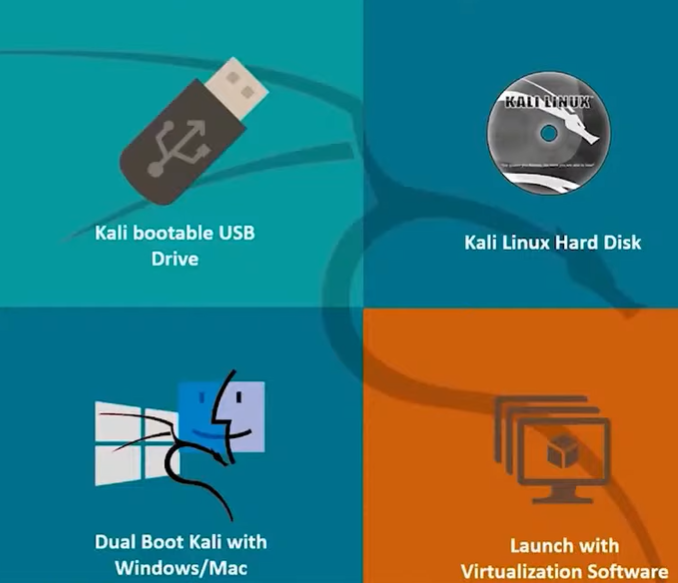 KALI LINUX
Kali bootable USB
Drive
Kali Linux Hard Disk
Dual Boot Kali with
Windows/Mac
Launch with
Virtualization Software